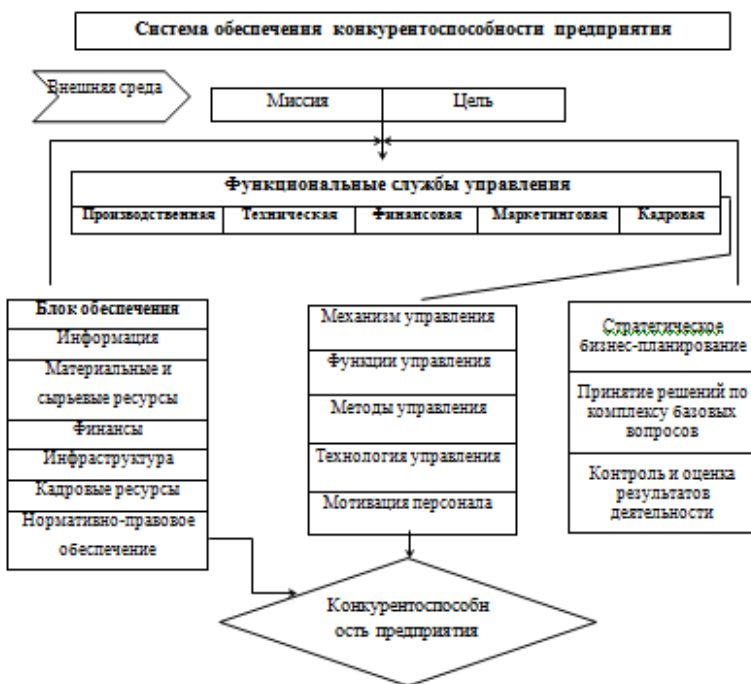 Система обеспечения конкурентоспособности предприятия
Внешняя среда
Миссия
Цель
Функциональные службы управления
Производственная
Техническая
Финансовая
Маркетинговая
Кадровая
Блок обеспечения
Информация
Материальные и
сырьевые ресурсы
Финансы
Инфраструктура
Кадровые ресурсы
Нормативно-правовое
обеспечение
Механизм управления
Функции управления
Методы управления
Технология управления
Мотивация персонала
Стратегическое
бизнес-планирование
Принятие решений по
комплексу базовых
вопросов
Контроль и оценка
результатов
деятельности
Конкурентоспособн
ость предприятия